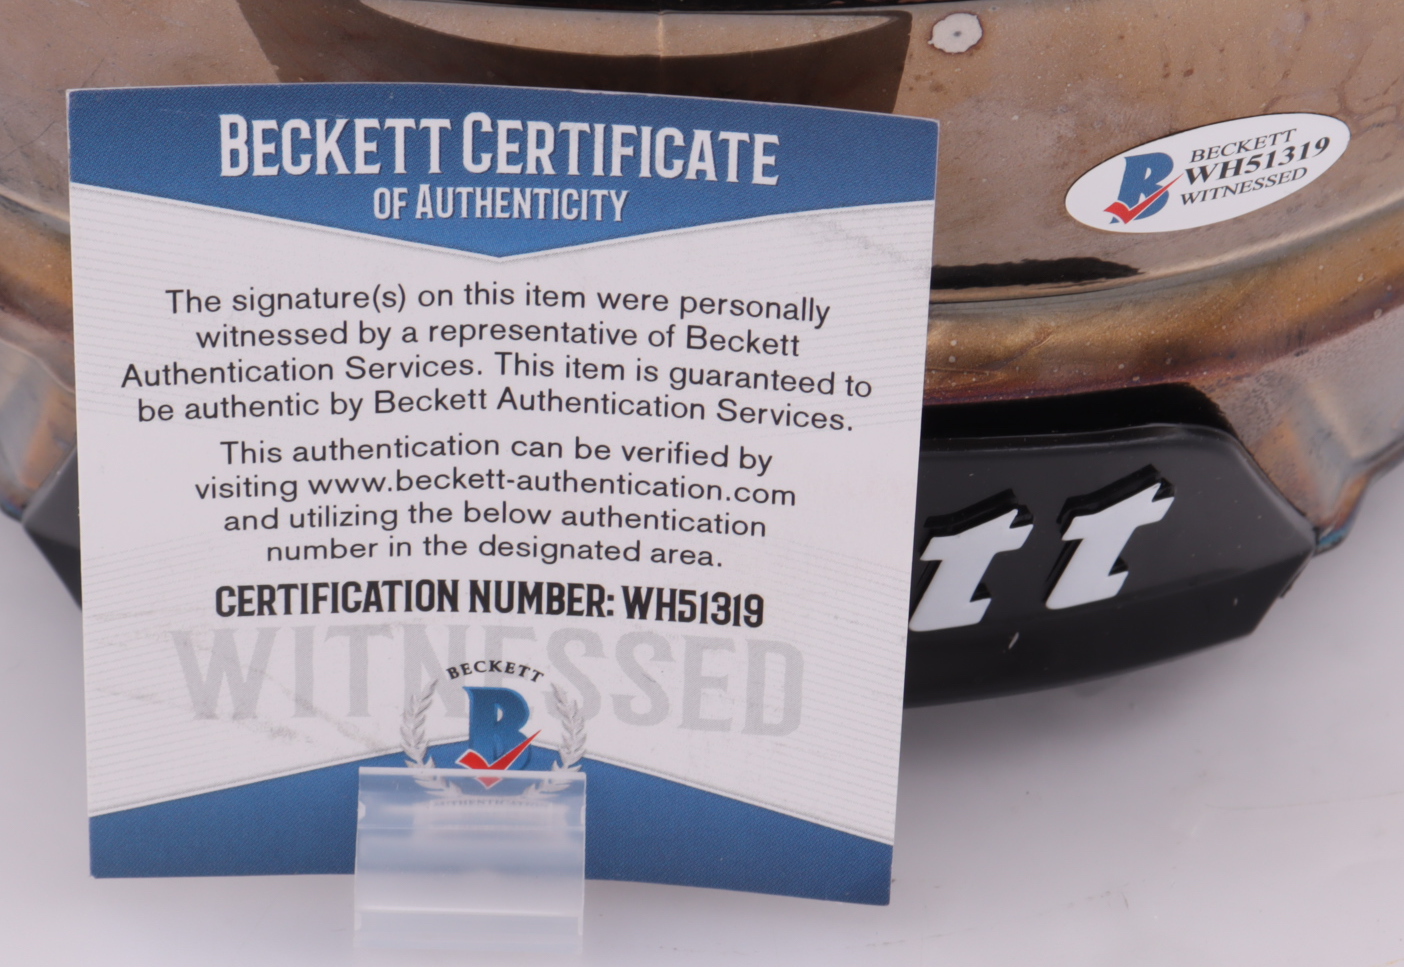 BECKETT CERTIFICATE
OF AUTHENTICITY
The signature(s) on this item were personally
witnessed by a representative of Beckett
Authentication Services. This item is guaranteed to
be authentic by Beckett Authentication Services.
This authentication can be verified by
visiting www.beckett-authentication.com
and utilizing the below authentication
number in the designated area.
CERTIFICATION NUMBER: WH51319
WITNESSED
BECKETT
B
AUTHENTICATION
BECKETT
B WH51319
WITNESSED
tt